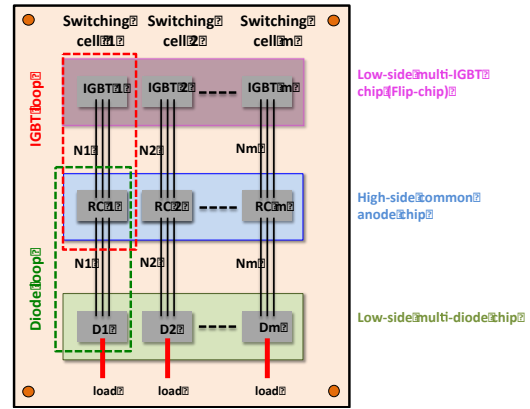 Switching Switching Switching
cell 1 cell 2 cell m
IGBT loop
IGBT 1 IGBT 2 IGBT m
Low-side multi-IGBT
chip (Flip-chip)
N1 N2 Nm
RC 1 RC 2 RC m
High-side common
anode chip
Diode loop
N1 N2 Nm
D1 D2 Dm
Low-side multi-diode chip
load load load